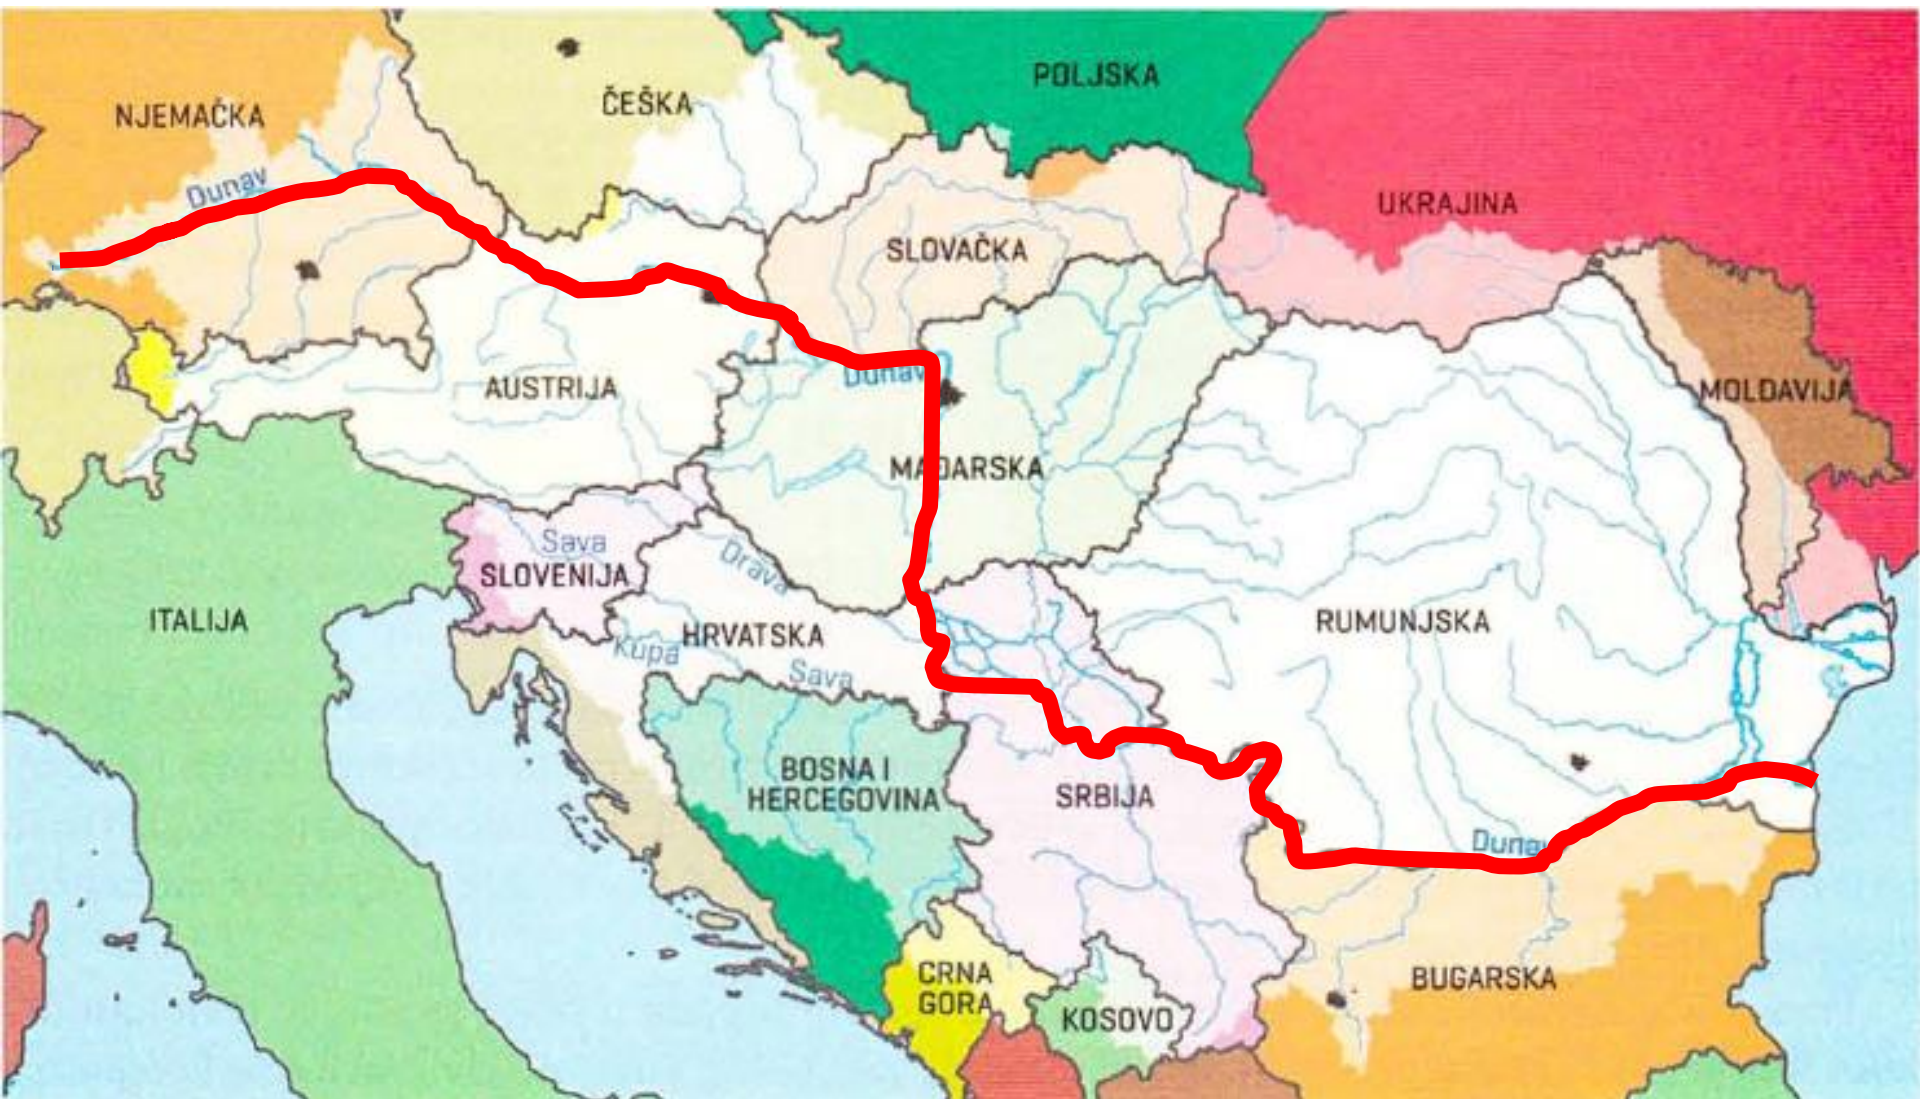 POLJSKA
ČEŠKA
NJEMAČKA
Dunav
UKRAJINA
SLOVAČKA
AUSTRIJA
Dunav
MOLDAVIJA
MAĐARSKA
Sava
SLOVENIJA
Drava
ITALIJA
HRVATSKA
Kupa
Sava
RUMUNJSKA
BOSNA I
HERCEGOVINA
SRBIJA
Dunav
CRNA
GORA
KOSOVO
BUGARSKA